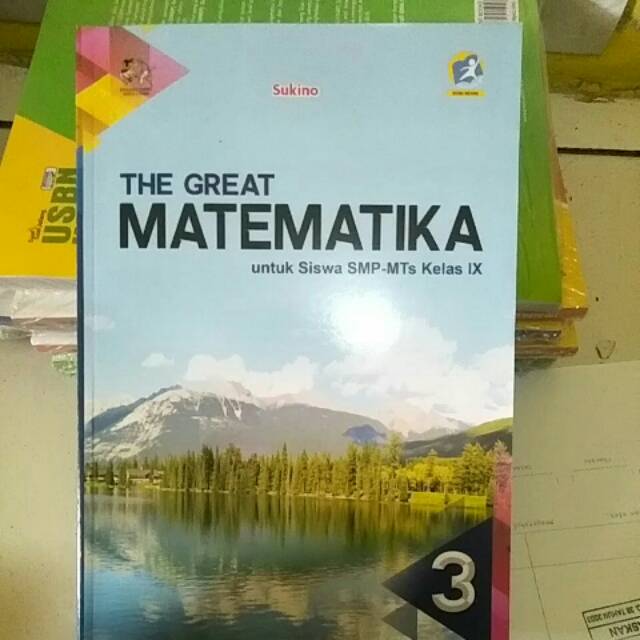 Sukino
THE GREAT
MATEMATIKA
untuk Siswa SMP-MTs Kelas IX
3
USBN